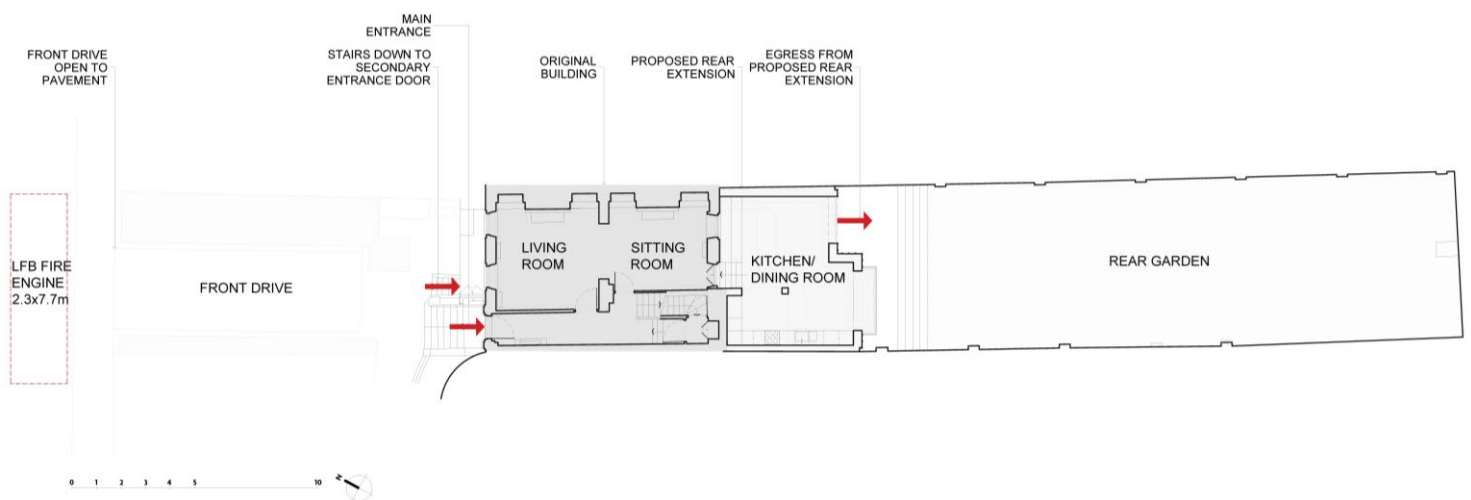 MAIN
ENTRANCE
FRONT DRIVE
OPEN TO
PAVEMENT
STAIRS DOWN TO
SECONDARY
ENTRANCE DOOR
ORIGINAL
BUILDING
PROPOSED REAR
EXTENSION
EGRESS FROM
PROPOSED REAR
EXTENSION
LFB FIRE
ENGINE
2.3x7.7m
FRONT DRIVE
LIVING
ROOM
SITTING
ROOM
KITCHEN/
DINING ROOM
REAR GARDEN
0 1 2 3 4 5 10
N